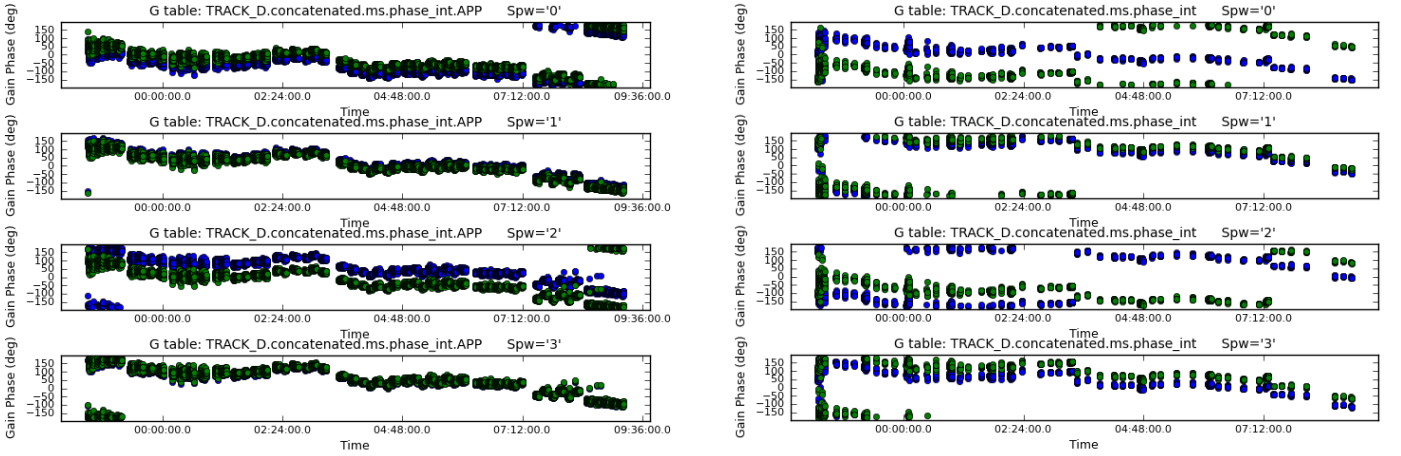 G table: TRACK_D.concatenated.ms.phase_int.APP Spw='0'
Gain Phase (deg)
150
100
50
0
−50
−100
−150
00:00:00.0 02:24:00.0 04:48:00.0 07:12:00.0 09:36:00.0
Time
G table: TRACK_D.concatenated.ms.phase_int.APP Spw='1'
Gain Phase (deg)
150
100
50
0
−50
−100
−150
00:00:00.0 02:24:00.0 04:48:00.0 07:12:00.0 09:36:00.0
Time
G table: TRACK_D.concatenated.ms.phase_int.APP Spw='2'
Gain Phase (deg)
150
100
50
0
−50
−100
−150
00:00:00.0 02:24:00.0 04:48:00.0 07:12:00.0 09:36:00.0
Time
G table: TRACK_D.concatenated.ms.phase_int.APP Spw='3'
Gain Phase (deg)
150
100
50
0
−50
−100
−150
00:00:00.0 02:24:00.0 04:48:00.0 07:12:00.0 09:36:00.0
Time
G table: TRACK_D.concatenated.ms.phase_int Spw='0'
Gain Phase (deg)
150
100
50
0
−50
−100
−150
00:00:00.0 02:24:00.0 04:48:00.0 07:12:00.0
Time
G table: TRACK_D.concatenated.ms.phase_int Spw='1'
Gain Phase (deg)
150
100
50
0
−50
−100
−150
00:00:00.0 02:24:00.0 04:48:00.0 07:12:00.0
Time
G table: TRACK_D.concatenated.ms.phase_int Spw='2'
Gain Phase (deg)
150
100
50
0
−50
−100
−150
00:00:00.0 02:24:00.0 04:48:00.0 07:12:00.0
Time
G table: TRACK_D.concatenated.ms.phase_int Spw='3'
Gain Phase (deg)
150
100
50
0
−50
−100
−150
00:00:00.0 02:24:00.0 04:48:00.0 07:12:00.0
Time